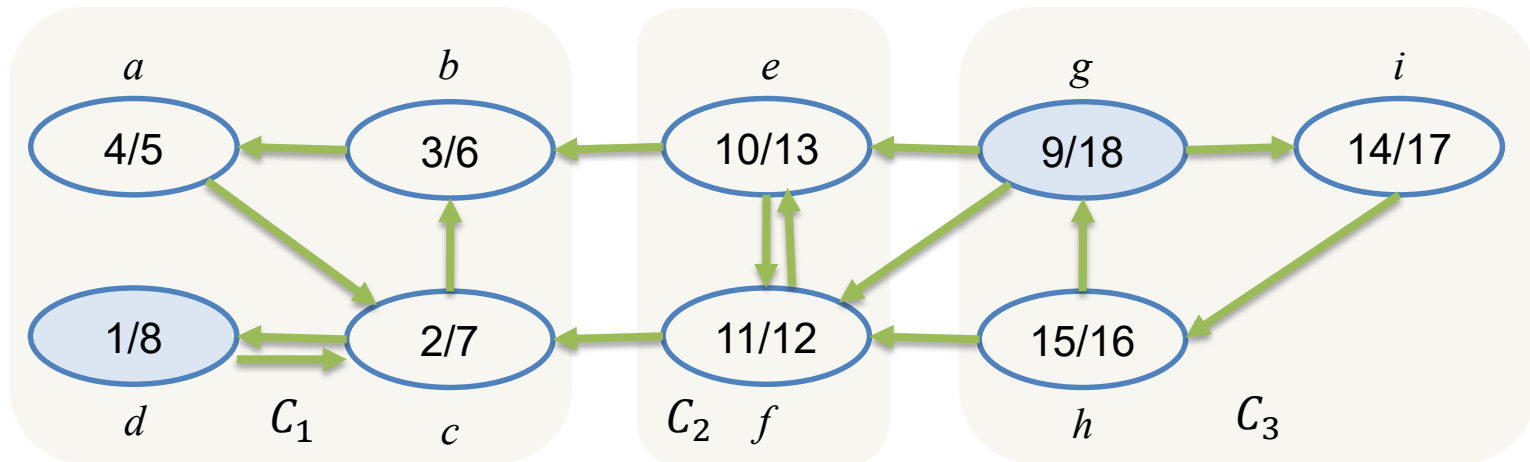 a b e g i
4/5 3/6 10/13 9/18 14/17
1/8 2/7 11/12 15/16
d C₁ c C₂ f h C₃